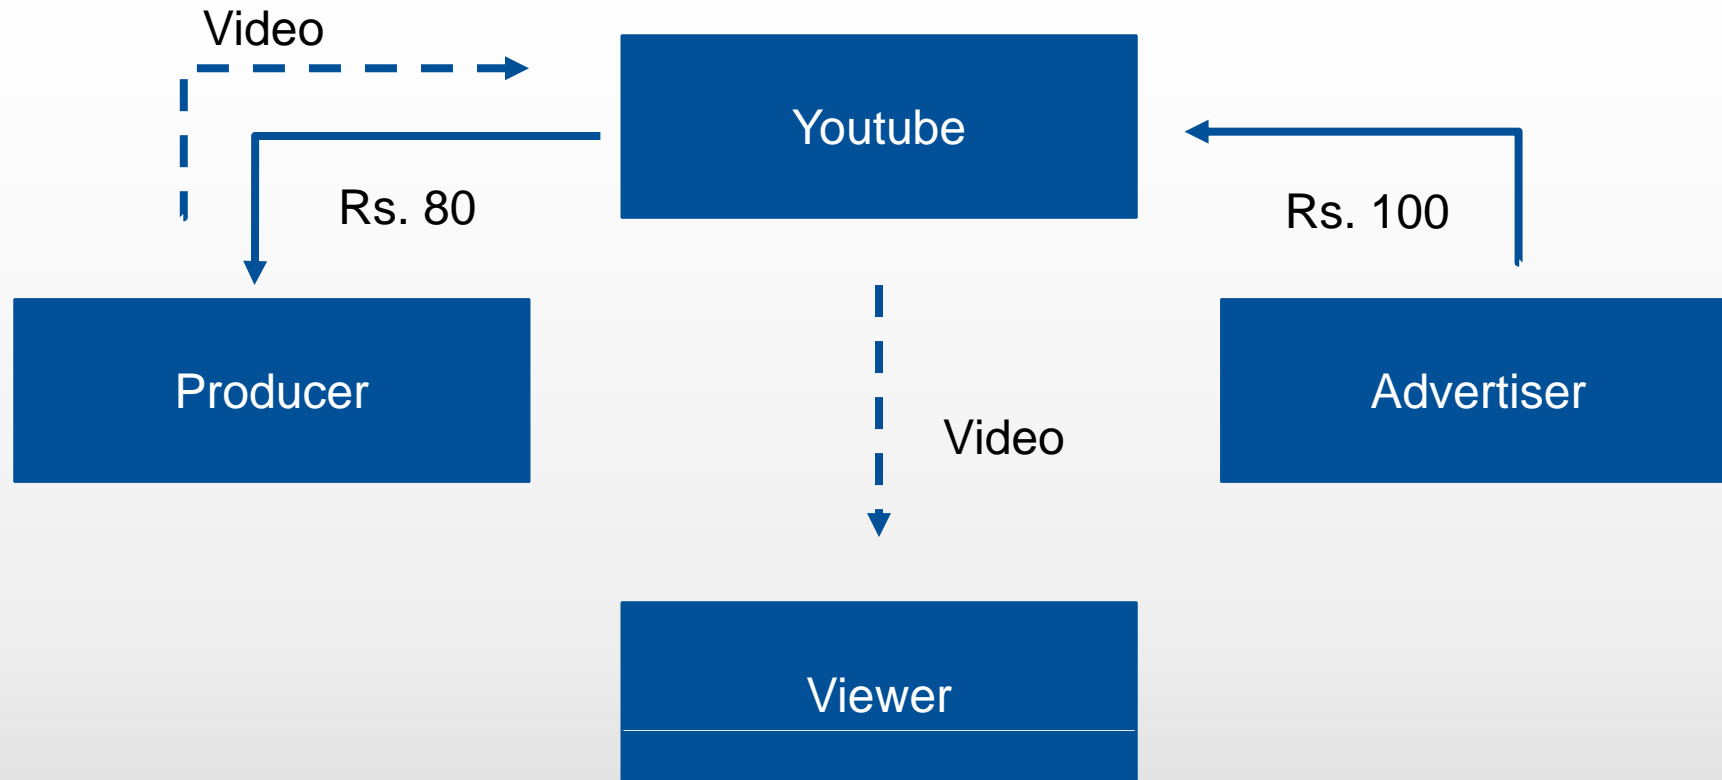 Video
Youtube
Rs. 80
Rs. 100
Producer
Advertiser
Video
Viewer